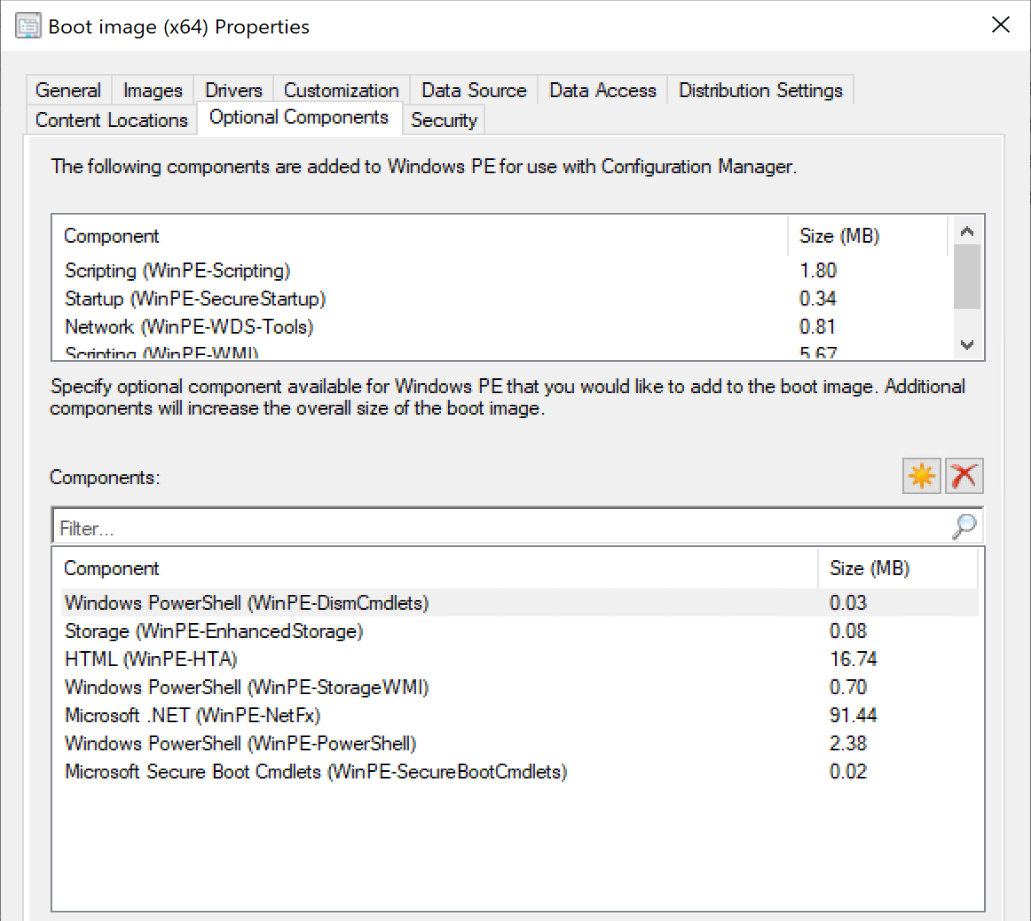 Boot image (x64) Properties
General Images Drivers Customization Data Source Data Access Distribution Settings
Content Locations Optional Components Security
The following components are added to Windows PE for use with Configuration Manager.
Component Size (MB)
Scripting (WinPE-Scripting) 1.80
Startup (WinPE-SecureStartup) 0.34
Network (WinPE-WDS-Tools) 0.81
Scripting (WinPE-WMI) 5.67
Specify optional component available for Windows PE that you would like to add to the boot image. Additional
components will increase the overall size of the boot image.
Components:
Filter...
Component Size (MB)
Windows PowerShell (WinPE-DismCmdlets) 0.03
Storage (WinPE-EnhancedStorage) 0.08
HTML (WinPE-HTA) 16.74
Windows PowerShell (WinPE-StorageWMI) 0.70
Microsoft .NET (WinPE-NetFx) 91.44
Windows PowerShell (WinPE-PowerShell) 2.38
Microsoft Secure Boot Cmdlets (WinPE-SecureBootCmdlets) 0.02